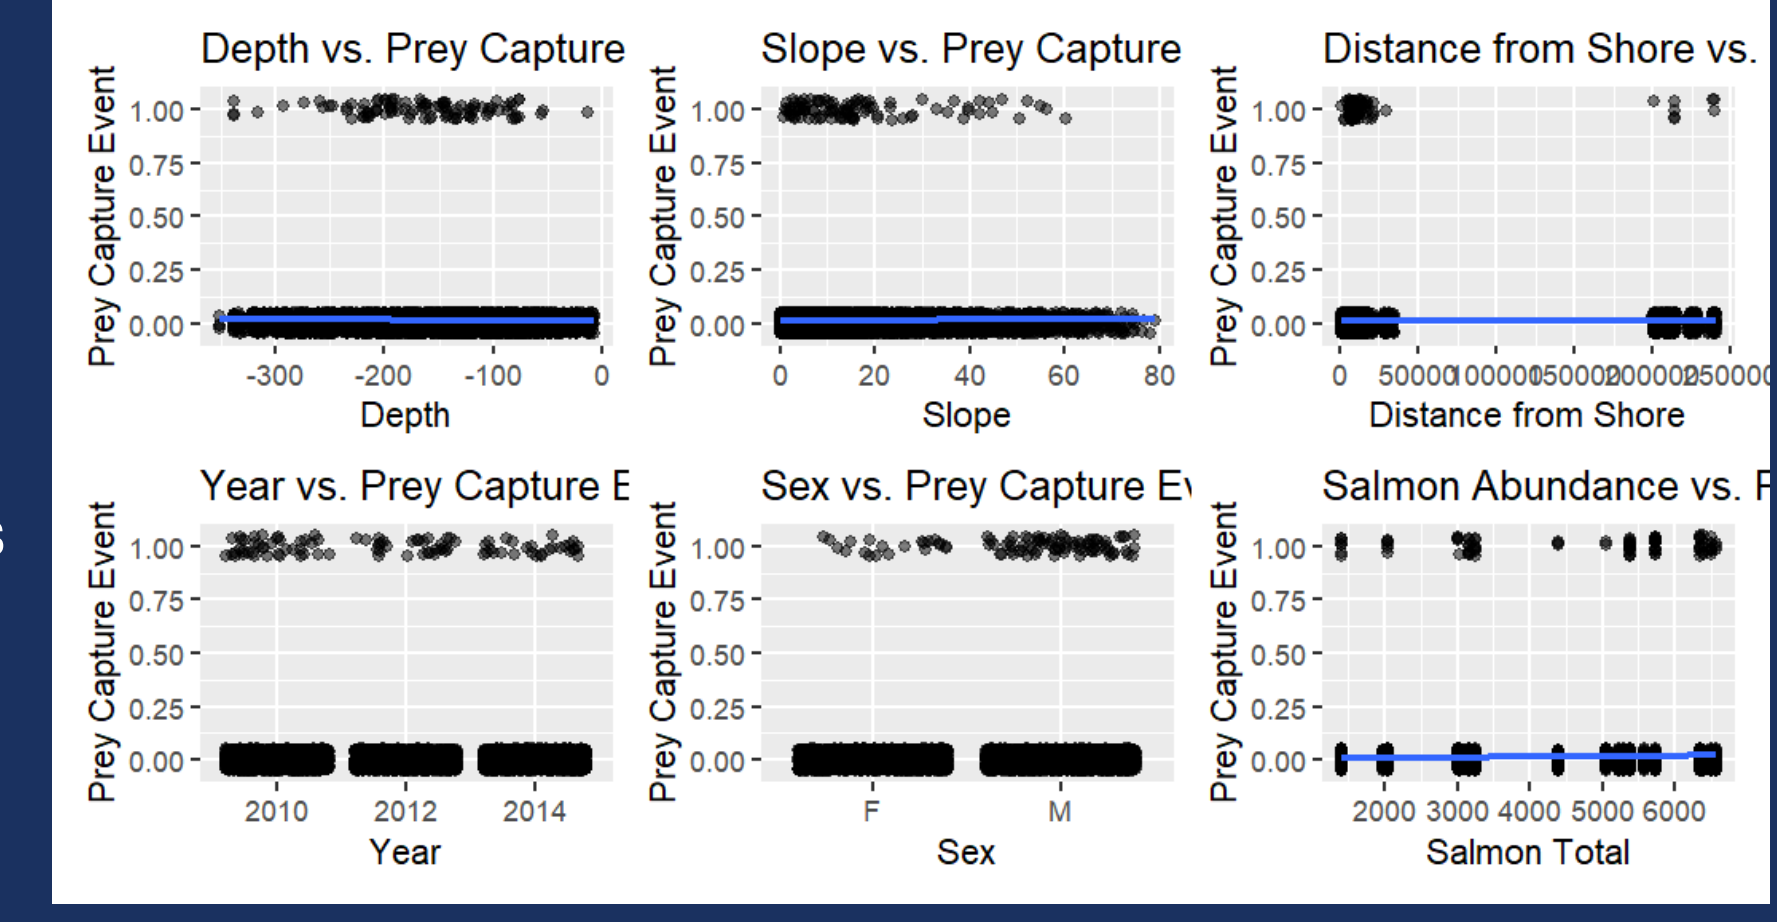 Depth vs. Prey Capture
Prey Capture Event
1.00
0.75
0.50
0.25
0.00
-300 -200 -100 0
Depth
Slope vs. Prey Capture
Prey Capture Event
1.00
0.75
0.50
0.25
0.00
0 20 40 60 80
Slope
Distance from Shore vs.
Prey Capture Event
1.00
0.75
0.50
0.25
0.00
0 50000 100000 150000 200000 250000
Distance from Shore
s
Year vs. Prey Capture E
Prey Capture Event
1.00
0.75
0.50
0.25
0.00
2010 2012 2014
Year
Sex vs. Prey Capture Ev
Prey Capture Event
1.00
0.75
0.50
0.25
0.00
F M
Sex
Salmon Abundance vs. P
Prey Capture Event
1.00
0.75
0.50
0.25
0.00
2000 3000 4000 5000 6000
Salmon Total